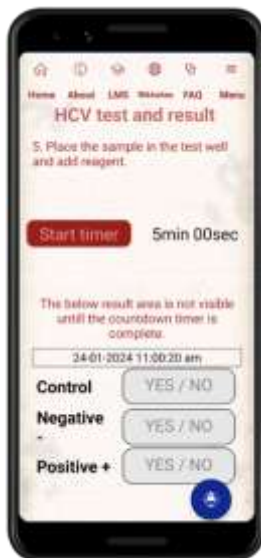 Home About LMS Websites FAQ Menu
HCV test and result
5. Place the sample in the test well
and add reagent.
Start timer 5min 00sec
The below result area is not visible
untill the countdown timer is
complete.
24-01-2024 11:00:20 am
Control YES / NO
Negative YES / NO
-
Positive + YES / NO